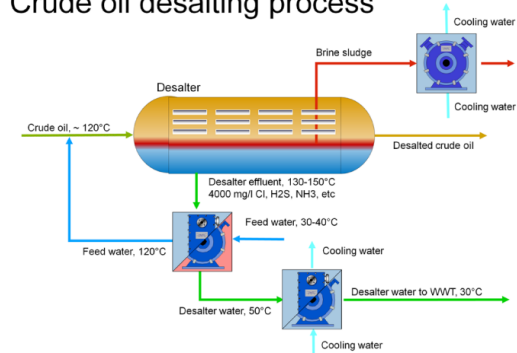 Crude oil desalting process
Cooling water
Brine sludge
Desalter
Cooling water
Crude oil, ~ 120°C
Desalted crude oil
Desalter effluent, 130-150°C
4000 mg/l Cl, H2S, NH3, etc
Feed water, 30-40°C
Feed water, 120°C
Cooling water
Desalter water to WWT, 30°C
Desalter water, 50°C
Cooling water